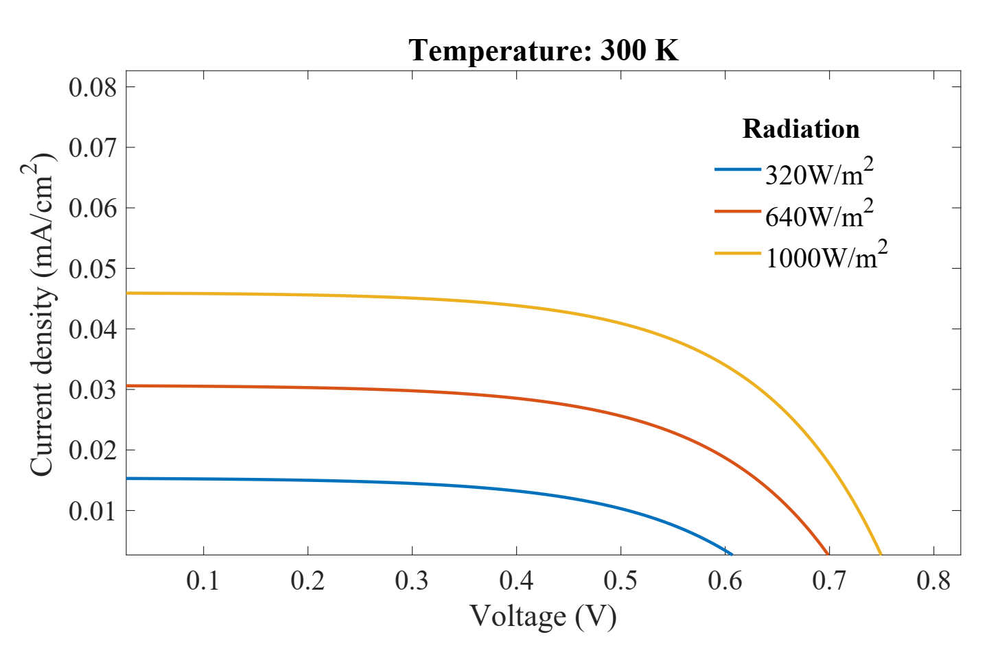 Temperature: 300 K
0.08
0.07
0.06
0.05
0.04
0.03
0.02
0.01
Current density (mA/cm²)
Radiation
320W/m²
640W/m²
1000W/m²
0.1 0.2 0.3 0.4 0.5 0.6 0.7 0.8
Voltage (V)